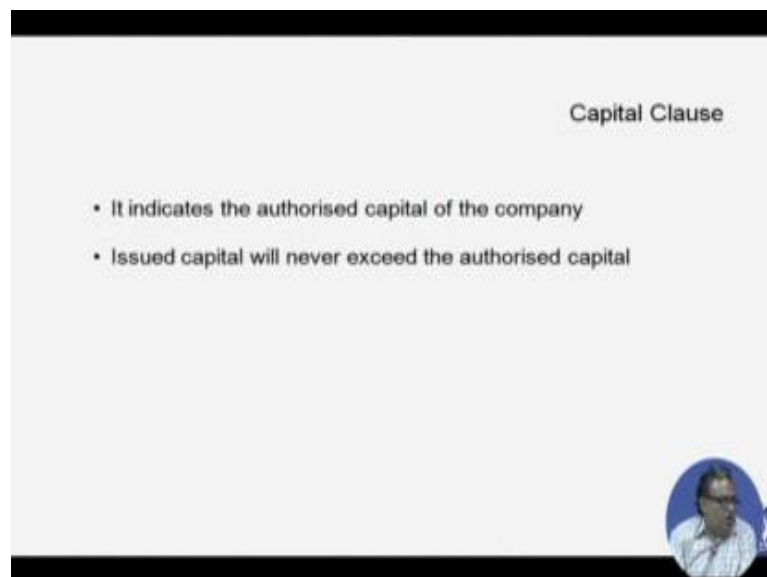 Capital Clause
• It indicates the authorised capital of the company
• Issued capital will never exceed the authorised capital